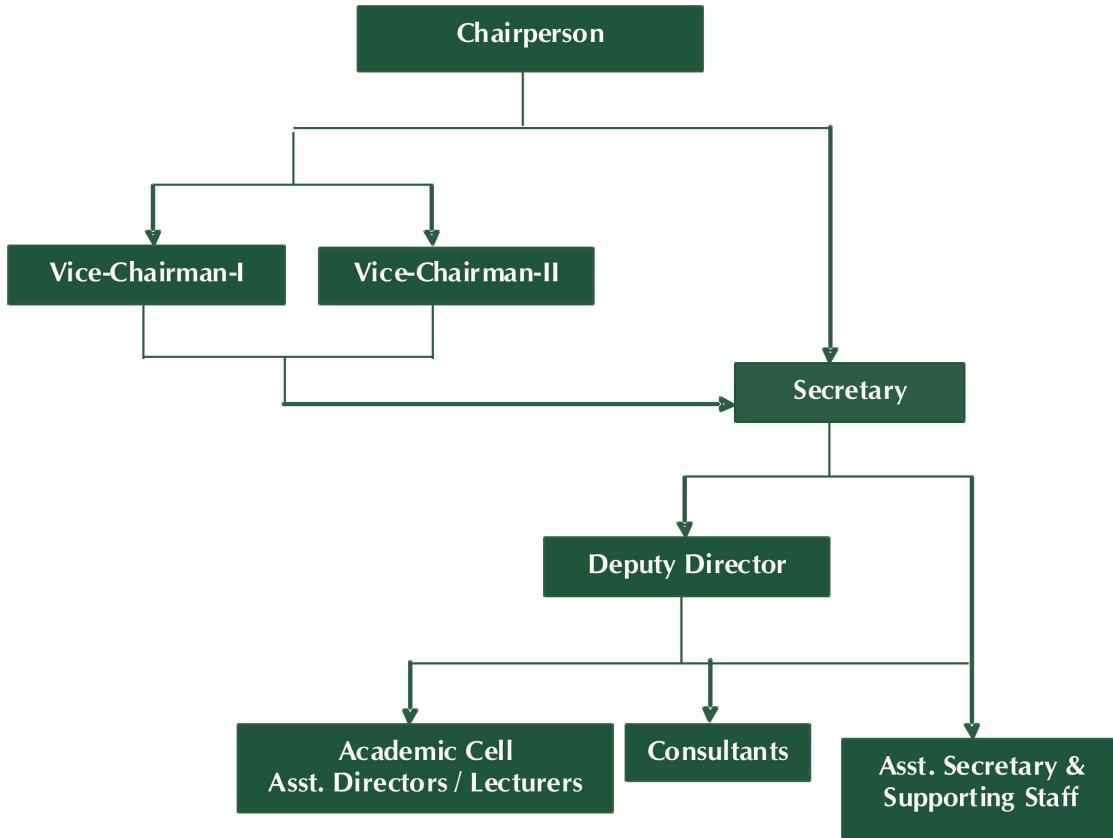 Chairperson
Vice-Chairman-I
Vice-Chairman-II
Secretary
Deputy Director
Academic Cell
Asst. Directors / Lecturers
Consultants
Asst. Secretary &
Supporting Staff